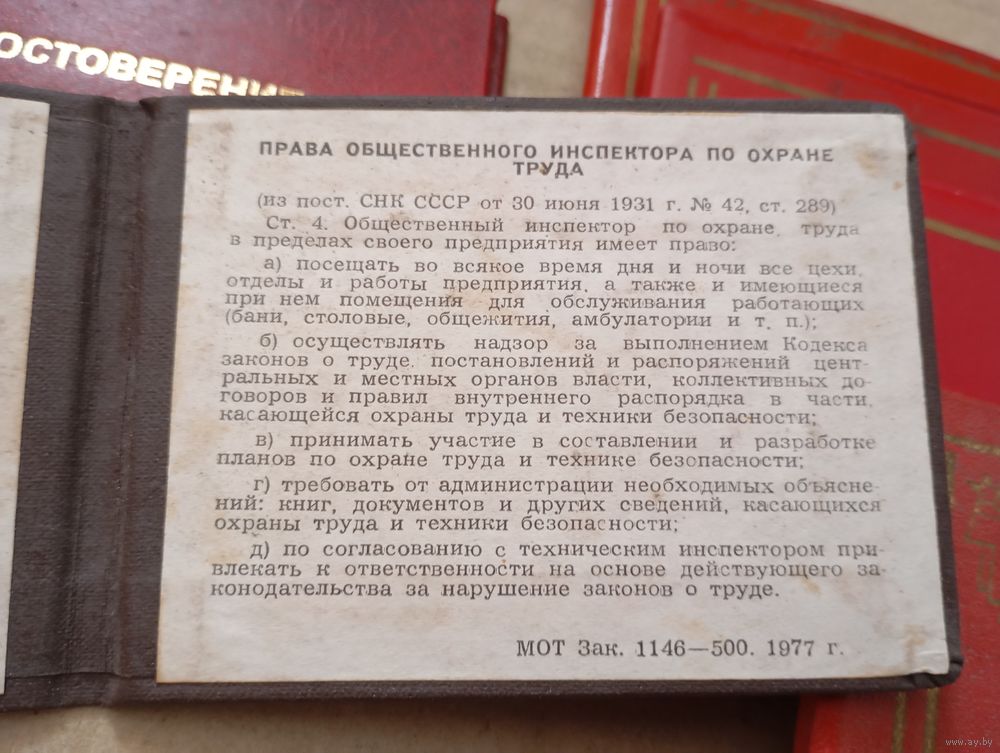 ОСТОВЕРЕНИЕ
ПРАВА ОБЩЕСТВЕННОГО ИНСПЕКТОРА ПО ОХРАНЕ
ТРУДА
(из пост. СНК СССР от 30 июня 1931 г. № 42, ст. 289)
Ст. 4. Общественный инспектор по охране труда
в пределах своего предприятия имеет право:
а) посещать во всякое время дня и ночи все цехи,
отделы и работы предприятия, а также и имеющиеся
при нем помещения для обслуживания работающих
(бани, столовые, общежития, амбулатории и т. п.);
б) осуществлять надзор за выполнением Кодекса
законов о труде, постановлений и распоряжений цент-
ральных и местных органов власти, коллективных до-
говоров и правил внутреннего распорядка в части,
касающейся охраны труда и техники безопасности;
в) принимать участие в составлении и разработке
планов по охране труда и технике безопасности;
г) требовать от администрации необходимых объясне-
ний: книг, документов и других сведений, касающихся
охраны труда и техники безопасности;
д) по согласованию с техническим инспектором при-
влекать к ответственности на основе действующего за-
конодательства за нарушение законов о труде.
МОТ Зак. 1146—500. 1977 г.
www.ay.by